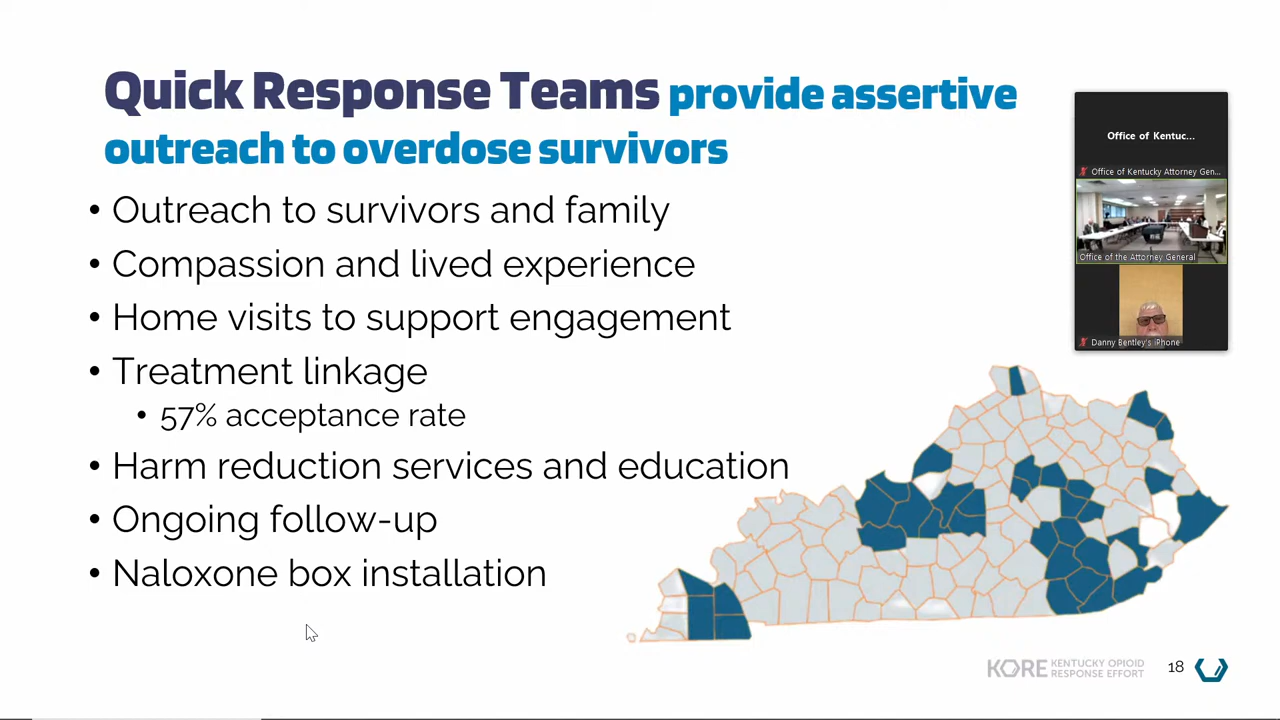 Quick Response Teams provide assertive
outreach to overdose survivors
• Outreach to survivors and family
• Compassion and lived experience
• Home visits to support engagement
• Treatment linkage
• 57% acceptance rate
• Harm reduction services and education
• Ongoing follow-up
• Naloxone box installation
Office of Kentuc...
Office of Kentucky Attorney Gen...
Office of the Attorney General
Danny Bentley's iPhone
KORE KENTUCKY OPIOID
RESPONSE EFFORT
18